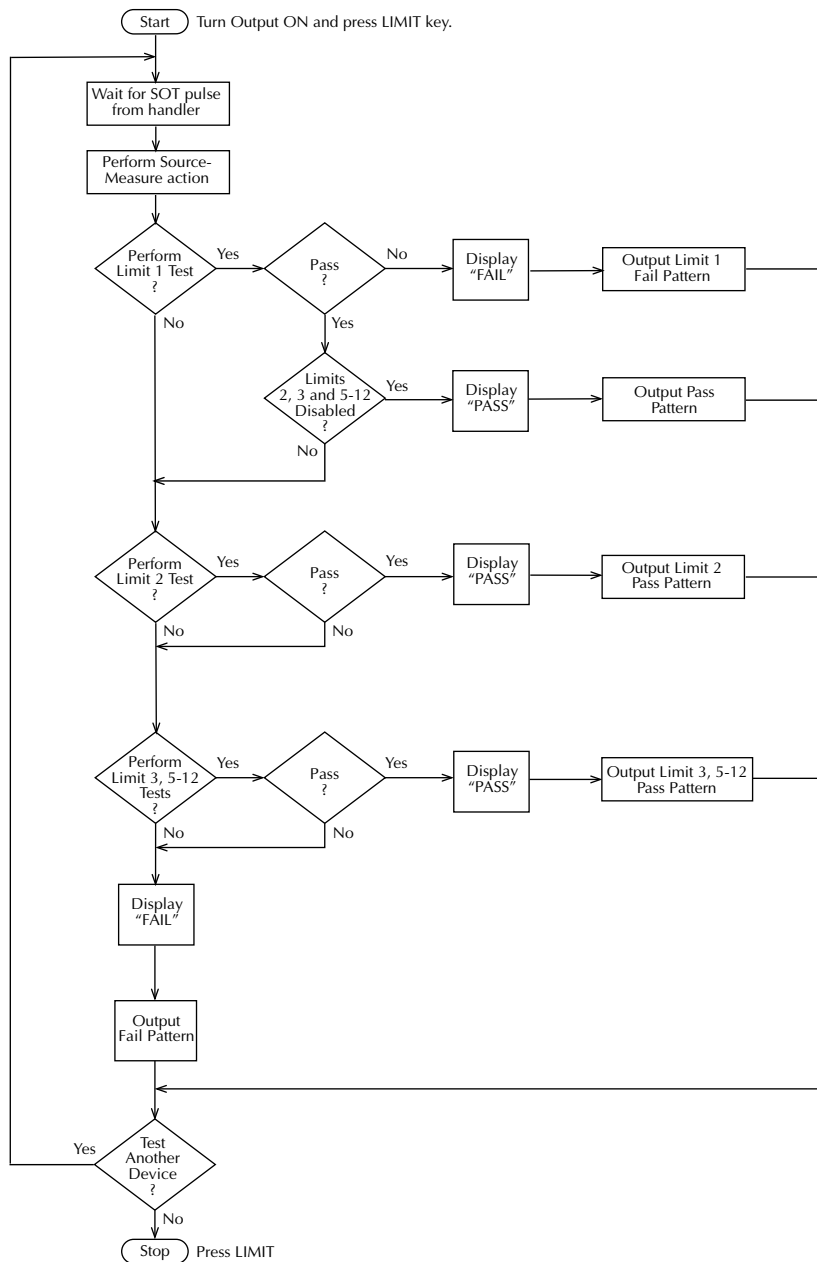 Start
Turn Output ON and press LIMIT key.
Wait for SOT pulse
from handler
Perform Source-
Measure action
Perform
Limit 1 Test
?
Yes
No
Pass
?
No
Yes
Display
“FAIL”
Output Limit 1
Fail Pattern
Limits
2, 3 and 5-12
Disabled
?
Yes
No
Display
“PASS”
Output Pass
Pattern
Perform
Limit 2 Test
?
Yes
No
Pass
?
Yes
No
Display
“PASS”
Output Limit 2
Pass Pattern
Perform
Limit 3, 5-12
Tests
?
Yes
No
Pass
?
Yes
No
Display
“PASS”
Output Limit 3, 5-12
Pass Pattern
Display
“FAIL”
Output
Fail Pattern
Test
Another
Device
?
Yes
No
Stop
Press LIMIT